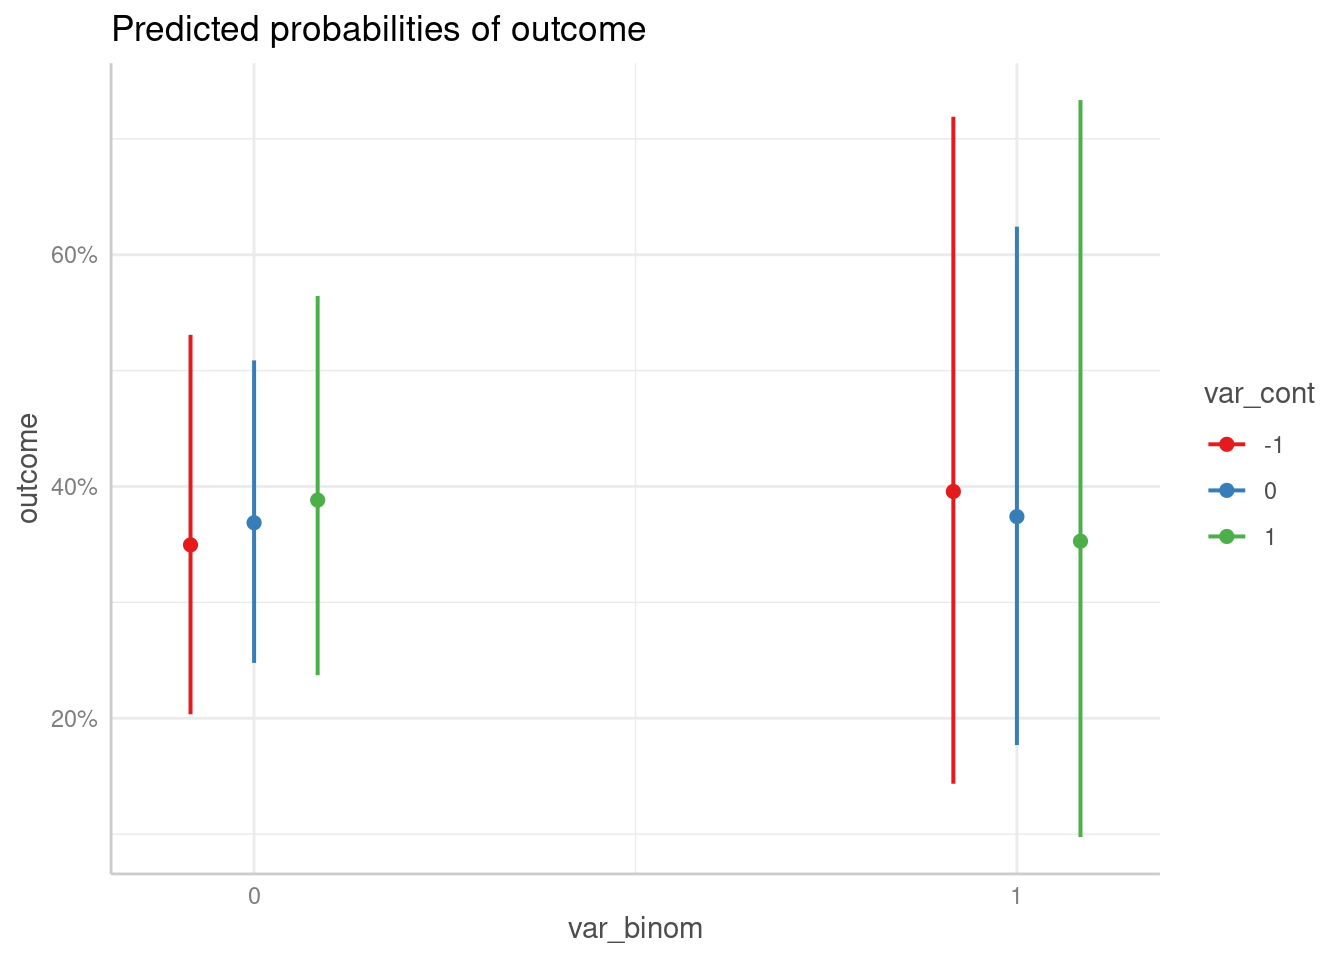 Predicted probabilities of outcome
60%
40%
20%
outcome
0
1
var_binom
var_cont
-1
0
1